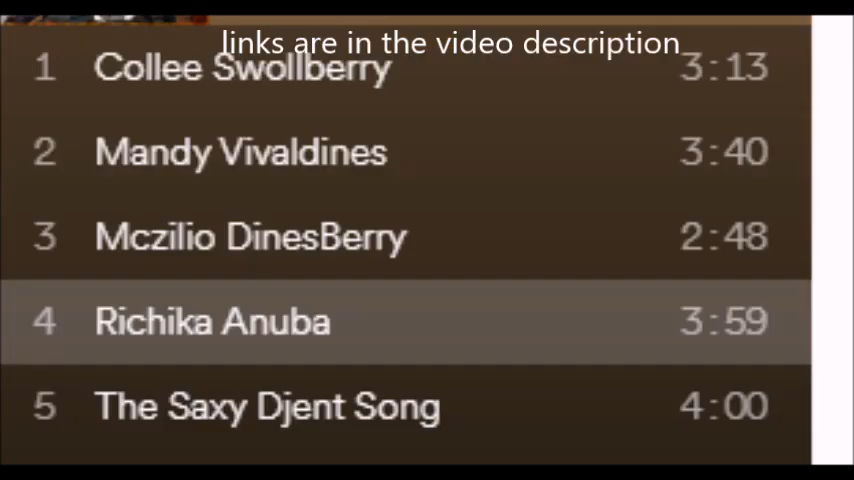 links are in the video description
1 Collee Swollberry 3:13
2 Mandy Vivaldines 3:40
3 Mczilio DinesBerry 2:48
4 Richika Anuba 3:59
5 The Saxy Djent Song 4:00